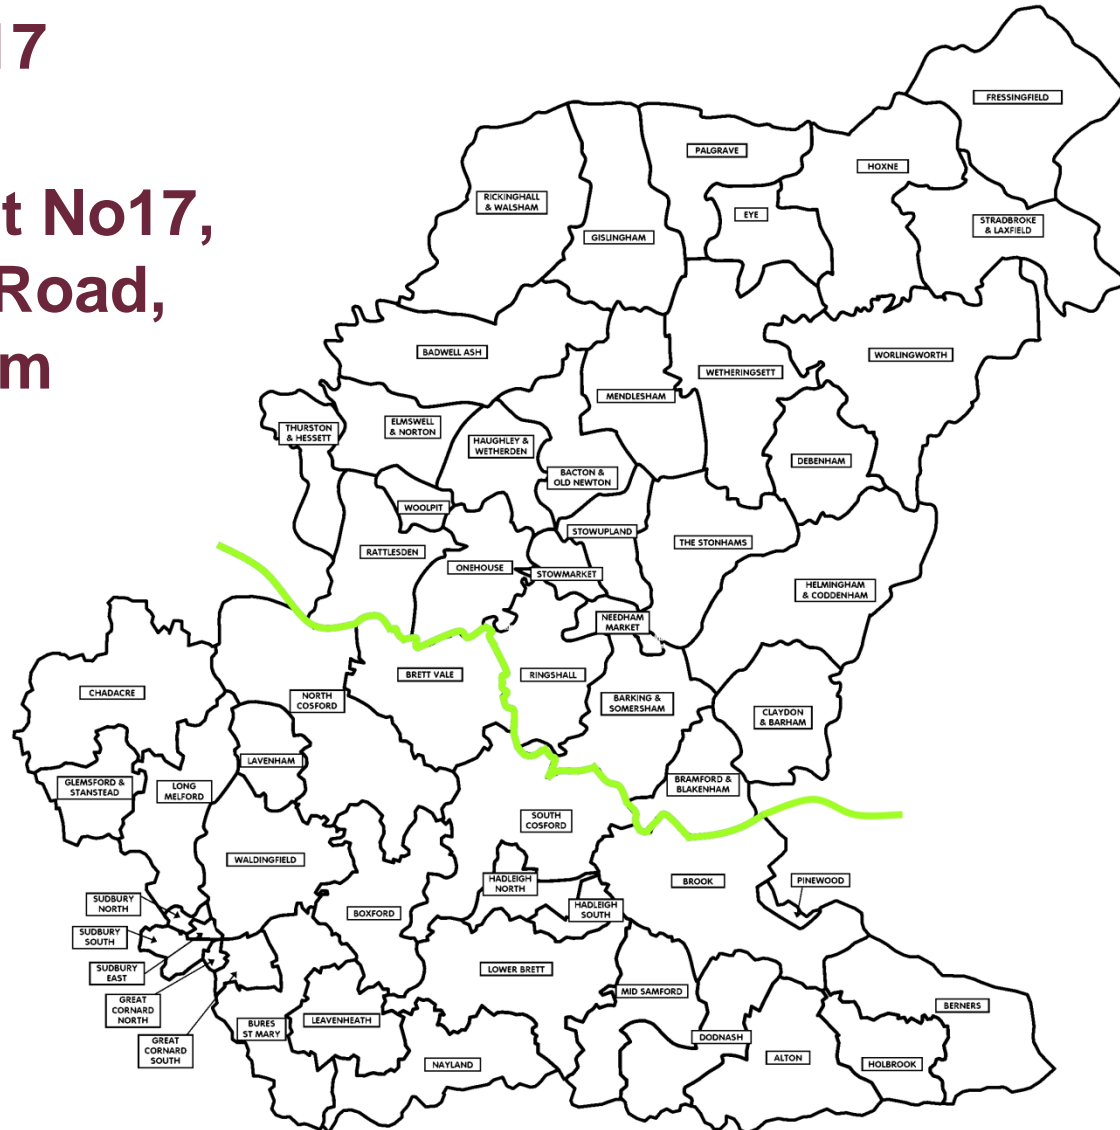 17
t No17,
Road,
m
FRESSINGFIELD
PALGRAVE
HOXNE
RICKINGHALL
& WALSHAM
EYE
STRADBROKE
& LAXFIELD
GISLINGHAM
BADWELL ASH
WORLINGWORTH
WETHERINGSETT
MENDLESHAM
THURSTON
& HESSETT
ELMSWELL
& NORTON
HAUGHLEY &
WETHERDEN
DEBENHAM
BACTON &
OLD NEWTON
WOOLPIT
STOWUPLAND
THE STONHAMS
RATTLESDEN
ONEHOUSE
STOWMARKET
HELMINGHAM
& CODDENHAM
NEEDHAM
MARKET
BRETT VALE
RINGSHALL
CHADACRE
NORTH
COSFORD
BARKING &
SOMERSHAM
CLAYDON
& BARHAM
LAVENHAM
GLEMSFORD &
STANSTEAD
LONG
MELFORD
BRAMFORD &
BLAKENHAM
SOUTH
COSFORD
WALDINGFIELD
HADLEIGH
NORTH
BROOK
PINEWOOD
SUDBURY
NORTH
BOXFORD
HADLEIGH
SOUTH
SUDBURY
SOUTH
SUDBURY
EAST
LOWER BRETT
MID SAMFORD
GREAT
CORNARD
NORTH
BERNERS
BURES
ST MARY
LEAVENHEATH
DODNASH
GREAT
CORNARD
SOUTH
NAYLAND
ALTON
HOLBROOK